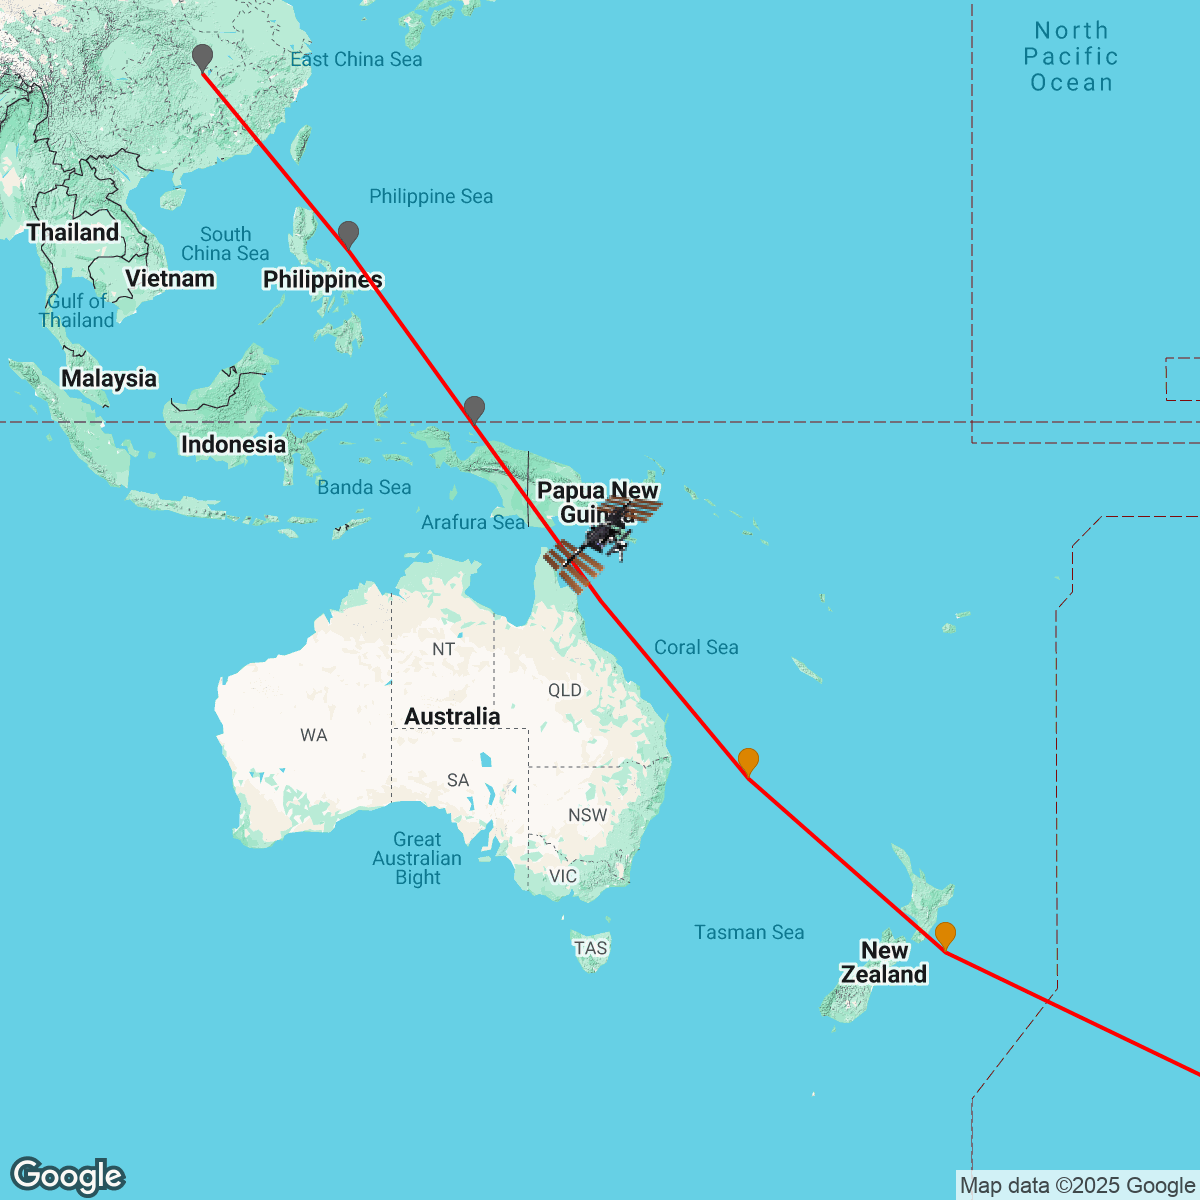 North
Pacific
Ocean
East China Sea
Philippine Sea
Thailand
South
China Sea
Vietnam
Philippines
Gulf of
Thailand
Malaysia
Indonesia
Banda Sea
Papua New
Guinea
Arafura Sea
NT
Coral Sea
QLD
Australia
WA
SA
NSW
Great
Australian
Bight
VIC
Tasman Sea
TAS
New
Zealand
Google
Map data ©2025 Google